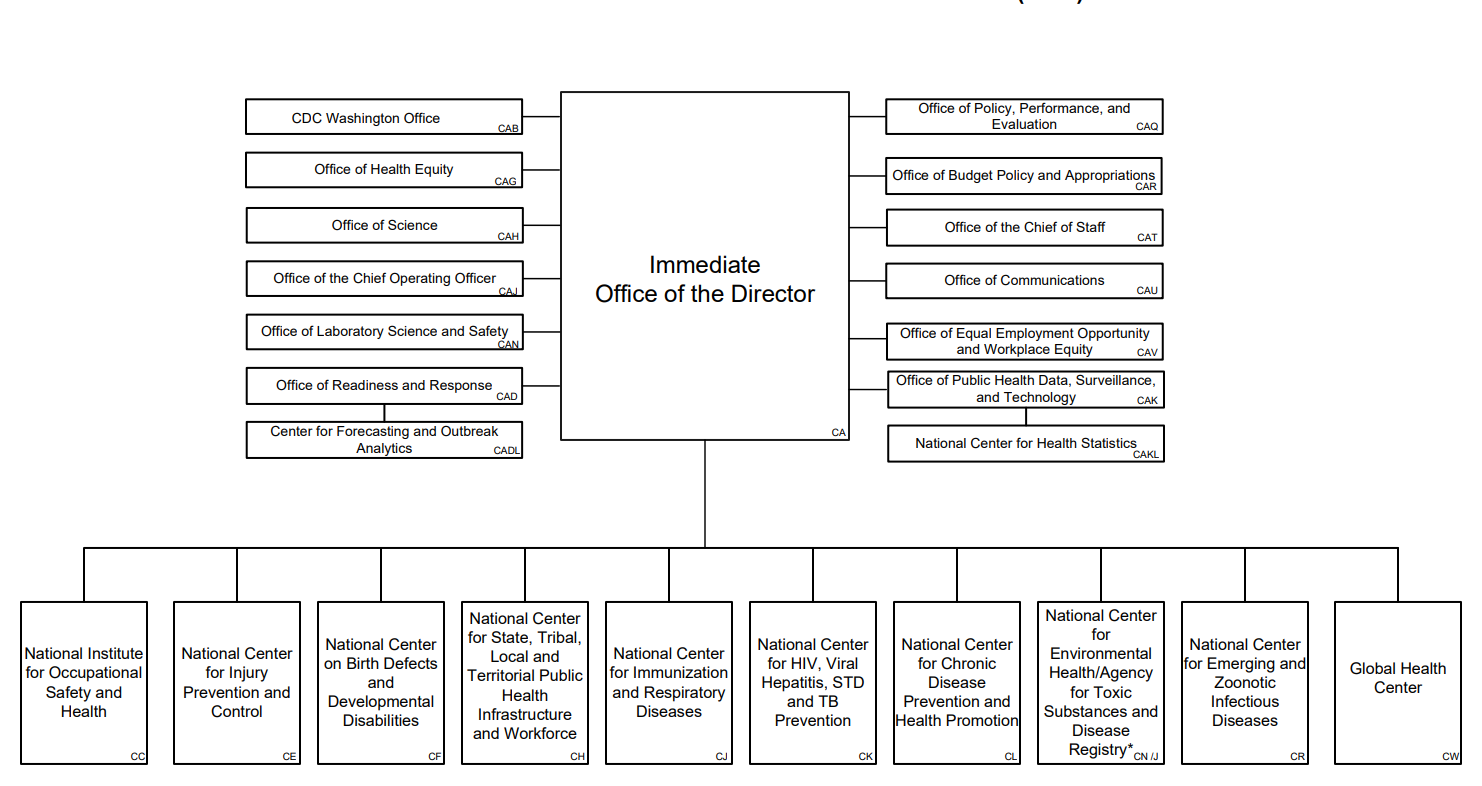 CDC Washington Office
CAB
Office of Health Equity
CAG
Office of Science
CAH
Office of the Chief Operating Officer
CAJ
Office of Laboratory Science and Safety
CAN
Office of Readiness and Response
CAD
Center for Forecasting and Outbreak
Analytics
CADL
Immediate
Office of the Director
CA
Office of Policy, Performance, and
Evaluation
CAQ
Office of Budget Policy and Appropriations
CAR
Office of the Chief of Staff
CAT
Office of Communications
CAU
Office of Equal Employment Opportunity
and Workplace Equity
CAV
Office of Public Health Data, Surveillance,
and Technology
CAK
National Center for Health Statistics
CAKL
National Institute
for Occupational
Safety and
Health
CC
National Center
for Injury
Prevention and
Control
CE
National Center
on Birth Defects
and
Developmental
Disabilities
CF
National Center
for State, Tribal,
Local and
Territorial Public
Health
Infrastructure
and Workforce
CH
National Center
for Immunization
and Respiratory
Diseases
CJ
National Center
for HIV, Viral
Hepatitis, STD
and TB
Prevention
CK
National Center
for Chronic
Disease
Prevention and
Health Promotion
CL
National Center
for
Environmental
Health/Agency
for Toxic
Substances and
Disease
Registry*
CN /J
National Center
for Emerging and
Zoonotic
Infectious
Diseases
CR
Global Health
Center
CW